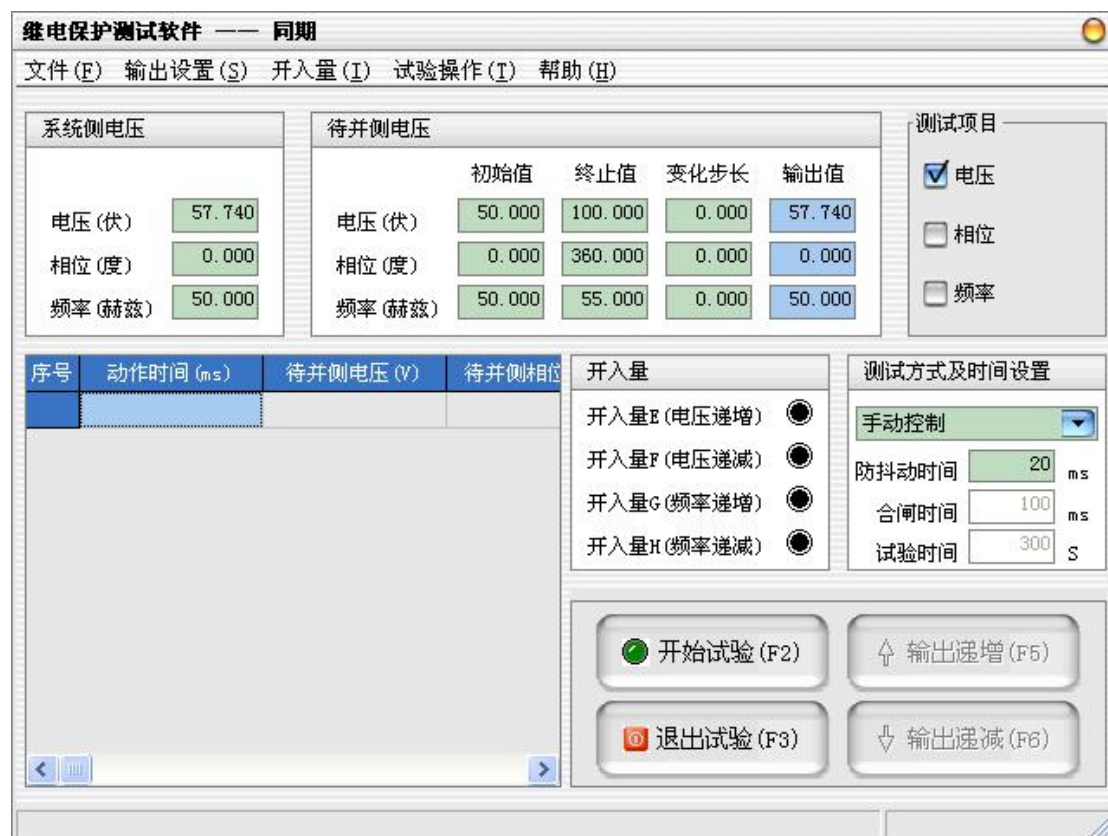 继电保护测试软件 —— 同期
文件(F) 输出设置(S) 开入量(I) 试验操作(T) 帮助(H)
系统侧电压
电压(伏) 57.740
相位(度) 0.000
频率(赫兹) 50.000
待并侧电压
初始值 终止值 变化步长 输出值
电压(伏) 50.000 100.000 0.000 57.740
相位(度) 0.000 360.000 0.000 0.000
频率(赫兹) 50.000 55.000 0.000 50.000
测试项目
电压
相位
频率
序号 动作时间(ms) 待并侧电压(V) 待并侧相位
开入量
开入量E(电压递增)
开入量F(电压递减)
开入量G(频率递增)
开入量H(频率递减)
测试方式及时间设置
手动控制
防抖动时间 20 ms
合闸时间 100 ms
试验时间 300 S
开始试验(F2)
输出递增(F5)
退出试验(F3)
输出递减(F6)